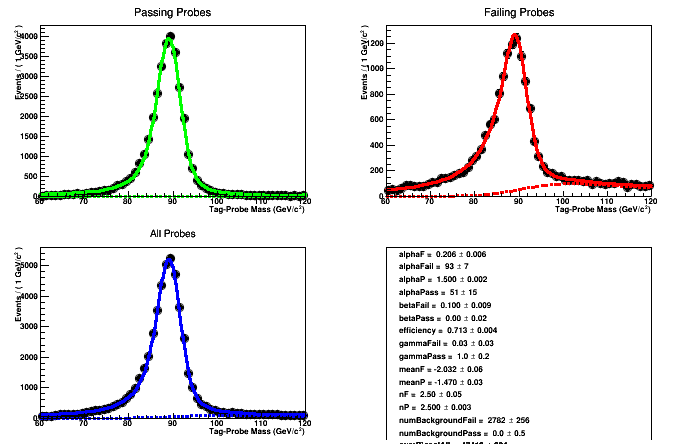 Passing Probes
Events / ( 1 GeV/c² )
4000
3500
3000
2500
2000
1500
1000
500
0
60 70 80 90 100 110 120
Tag-Probe Mass (GeV/c²)
Failing Probes
Events / ( 1 GeV/c² )
1200
1000
800
600
400
200
0
60 70 80 90 100 110 120
Tag-Probe Mass (GeV/c²)
All Probes
Events / ( 1 GeV/c² )
5000
4000
3000
2000
1000
0
60 70 80 90 100 110 120
Tag-Probe Mass (GeV/c²)
alphaF = 0.206 ± 0.006
alphaFail = 93 ± 7
alphaP = 1.500 ± 0.002
alphaPass = 51 ± 15
betaFail = 0.100 ± 0.009
betaPass = 0.00 ± 0.02
efficiency = 0.713 ± 0.004
gammaFail = 0.03 ± 0.03
gammaPass = 1.0 ± 0.2
meanF = -2.032 ± 0.06
meanP = -1.470 ± 0.03
nF = 2.50 ± 0.05
nP = 2.500 ± 0.003
numBackgroundFail = 2782 ± 256
numBackgroundPass = 0.0 ± 0.5